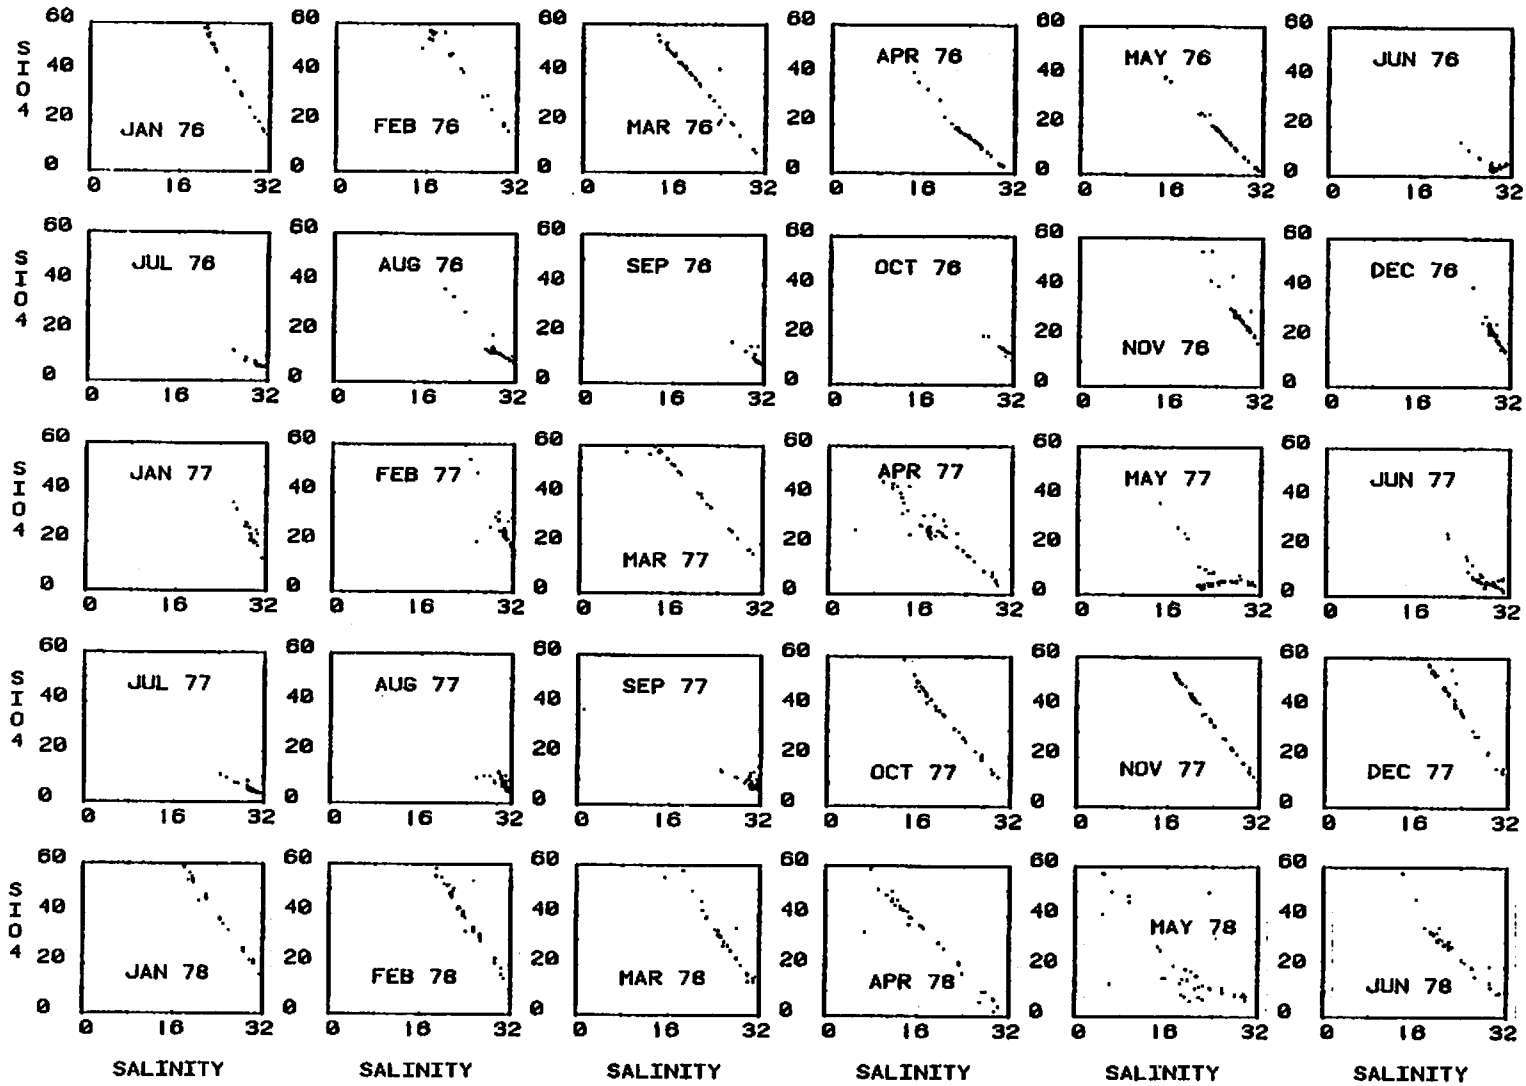 60 60 60 60 60 60
SIO4 40 40 40 40 40 40
APR 76 MAY 76 JUN 76
20 20 20 20 20 20
JAN 76 FEB 76 MAR 76
0 0 0 0 0 0
0 16 32 0 16 32 0 16 32 0 16 32 0 16 32 0 16 32
60 60 60 60 60 60
JUL 76 AUG 76 SEP 76 OCT 76 DEC 76
SIO4 40 40 40 40 40 40
20 20 20 20 20 20
NOV 76
0 0 0 0 0 0
0 16 32 0 16 32 0 16 32 0 16 32 0 16 32 0 16 32
60 60 60 60 60 60
JAN 77 FEB 77 APR 77 MAY 77 JUN 77
SIO4 40 40 40 40 40 40
20 20 20 20 20 20
MAR 77
0 0 0 0 0 0
0 16 32 0 16 32 0 16 32 0 16 32 0 16 32 0 16 32
60 60 60 60 60 60
JUL 77 AUG 77 SEP 77
SIO4 40 40 40 40 40 40
20 20 20 20 20 20
OCT 77 NOV 77 DEC 77
0 0 0 0 0 0
0 16 32 0 16 32 0 16 32 0 16 32 0 16 32 0 16 32
60 60 60 60 60 60
SIO4 40 40 40 40 40 40
MAY 78
20 20 20 20 20 20
JAN 78 FEB 78 MAR 78 APR 78 JUN 78
0 0 0 0 0 0
0 16 32 0 16 32 0 16 32 0 16 32 0 16 32 0 16 32
SALINITY SALINITY SALINITY SALINITY SALINITY SALINITY